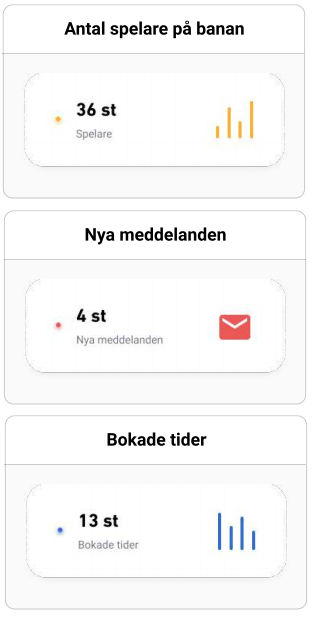 Antal spelare på banan
36 st
Spelare
Nya meddelanden
4 st
Nya meddelanden
Bokade tider
13 st
Bokade tider